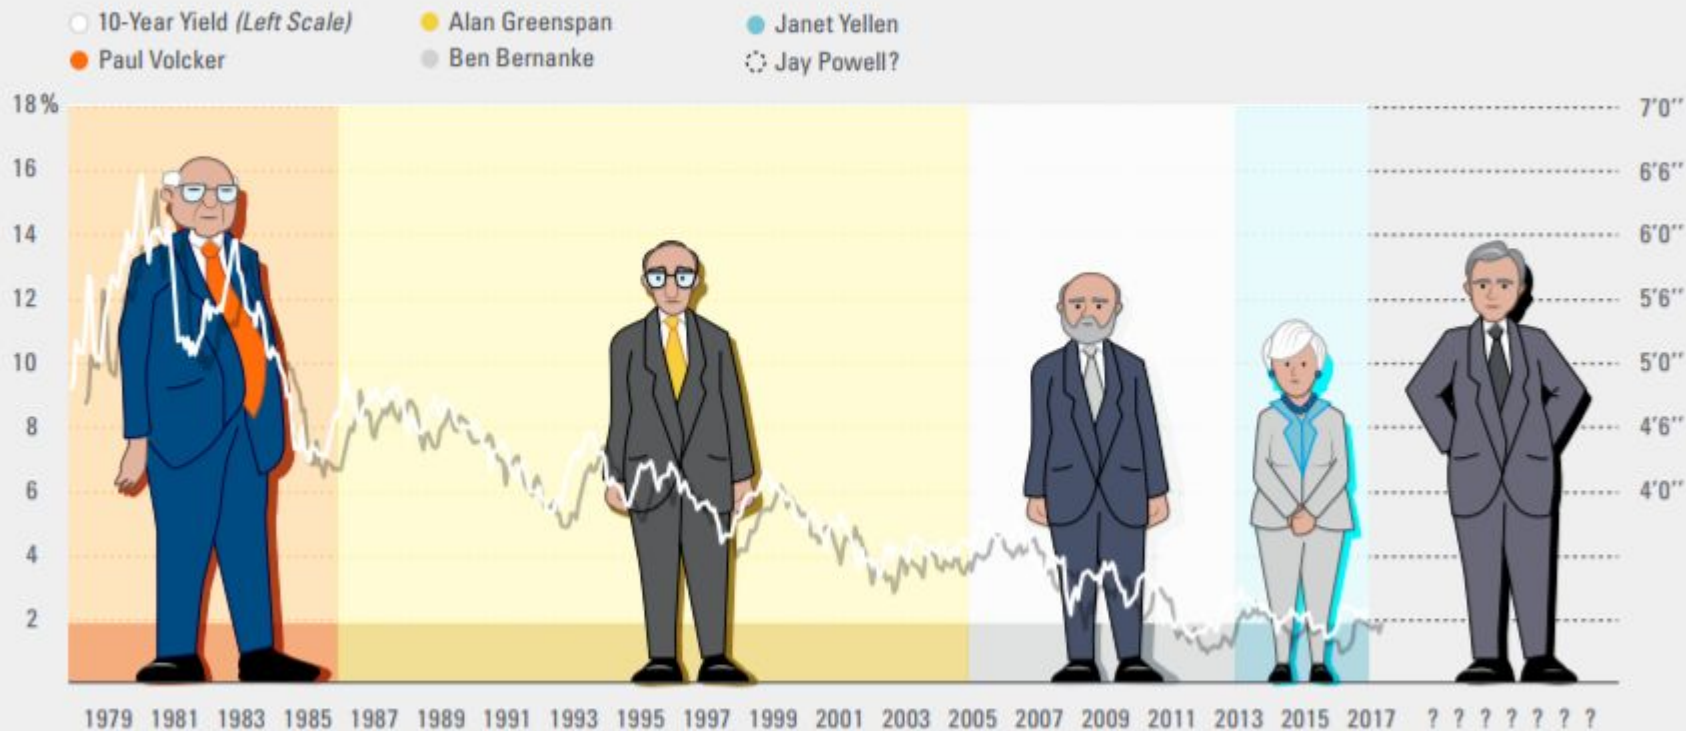 10-Year Yield (Left Scale)
Alan Greenspan
Janet Yellen
Paul Volcker
Ben Bernanke
Jay Powell?
18%
7'0''
16
6'6''
14
6'0''
12
5'6''
10
5'0''
8
4'6''
6
4'0''
4
2
1979 1981 1983 1985 1987 1989 1991 1993 1995 1997 1999 2001 2003 2005 2007 2009 2011 2013 2015 2017 ? ? ? ? ? ? ?